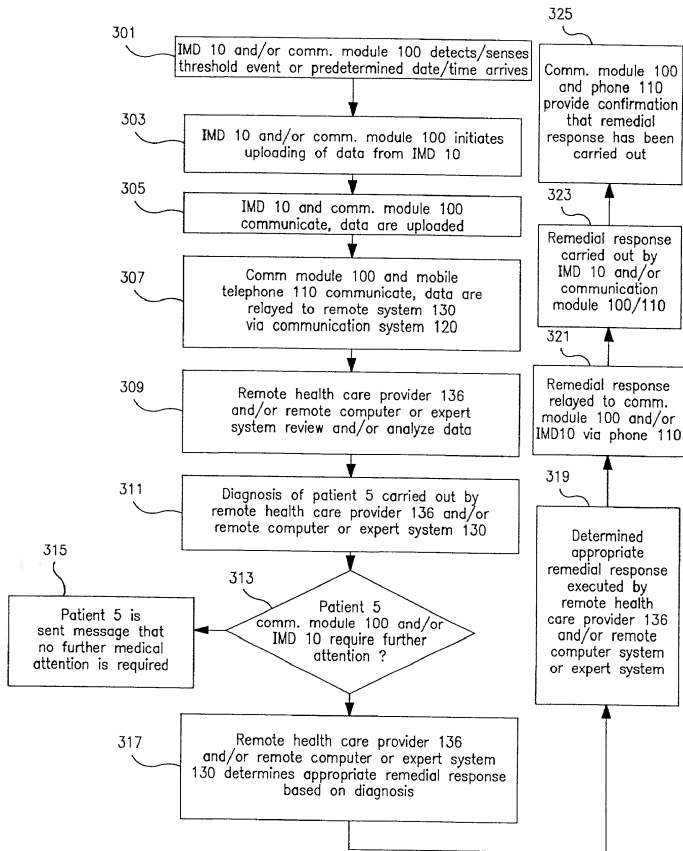 301
IMD 10 and/or comm. module 100 detects/senses
threshold event or predetermined date/time arrives
303
IMD 10 and/or comm. module 100 initiates
uploading of data from IMD 10
305
IMD 10 and comm. module 100
communicate, data are uploaded
307
Comm module 100 and mobile
telephone 110 communicate, data are
relayed to remote system 130
via communication system 120
309
Remote health care provider 136
and/or remote computer or expert
system review and/or analyze data
311
Diagnosis of patient 5 carried out by
remote health care provider 136 and/or
remote computer or expert system 130
313
Patient 5
comm. module 100 and/or
IMD 10 require further
attention ?
315
Patient 5 is
sent message that
no further medical
attention is required
317
Remote health care provider 136
and/or remote computer or expert system
130 determines appropriate remedial response
based on diagnosis
319
Determined
appropriate
remedial response
executed by
remote health
care provider 136
and/or remote
computer system
or expert system
321
Remedial response
relayed to comm.
module 100 and/or
IMD10 via phone 110
323
Remedial response
carried out by
IMD 10 and/or
communication
module 100/110
325
Comm. module 100
and phone 110
provide confirmation
that remedial
response has been
carried out